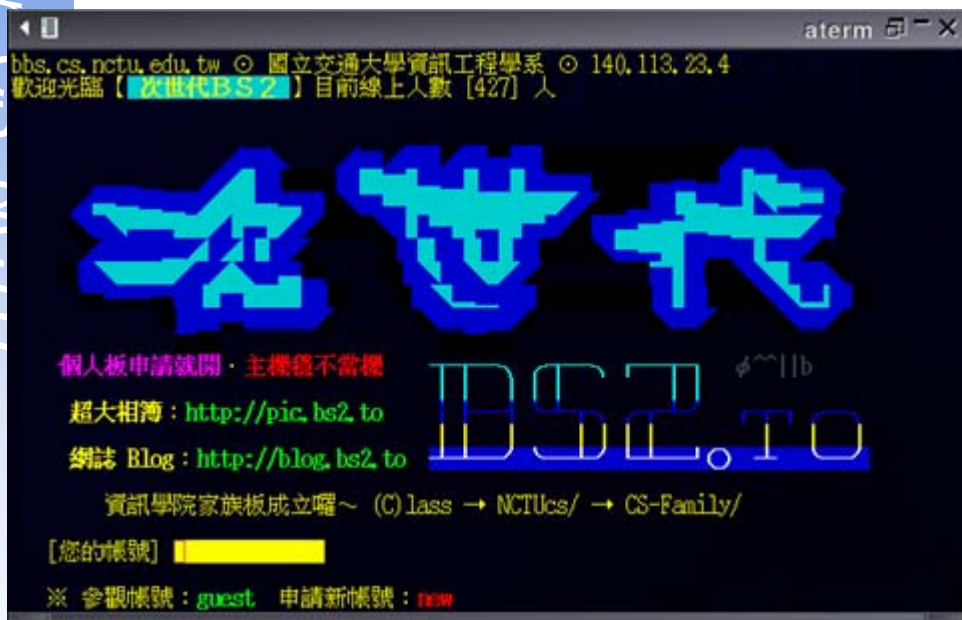 aterm
bbs.cs.nctu.edu.tw ⊙ 國立交通大學資訊工程學系 ⊙ 140.113.23.4
歡迎光臨【 次世代BS2 】目前線上人數 [427] 人
次世代
個人板申請就開．主機穩不當機 φ^^||b
超大相簿：http://pic.bs2.to
BS2.To
網誌 Blog：http://blog.bs2.to
資訊學院家族板成立囉～ (C)lass → NCTUcs/ → CS-Family/
[您的帳號]
※ 參觀帳號：guest 申請新帳號：new